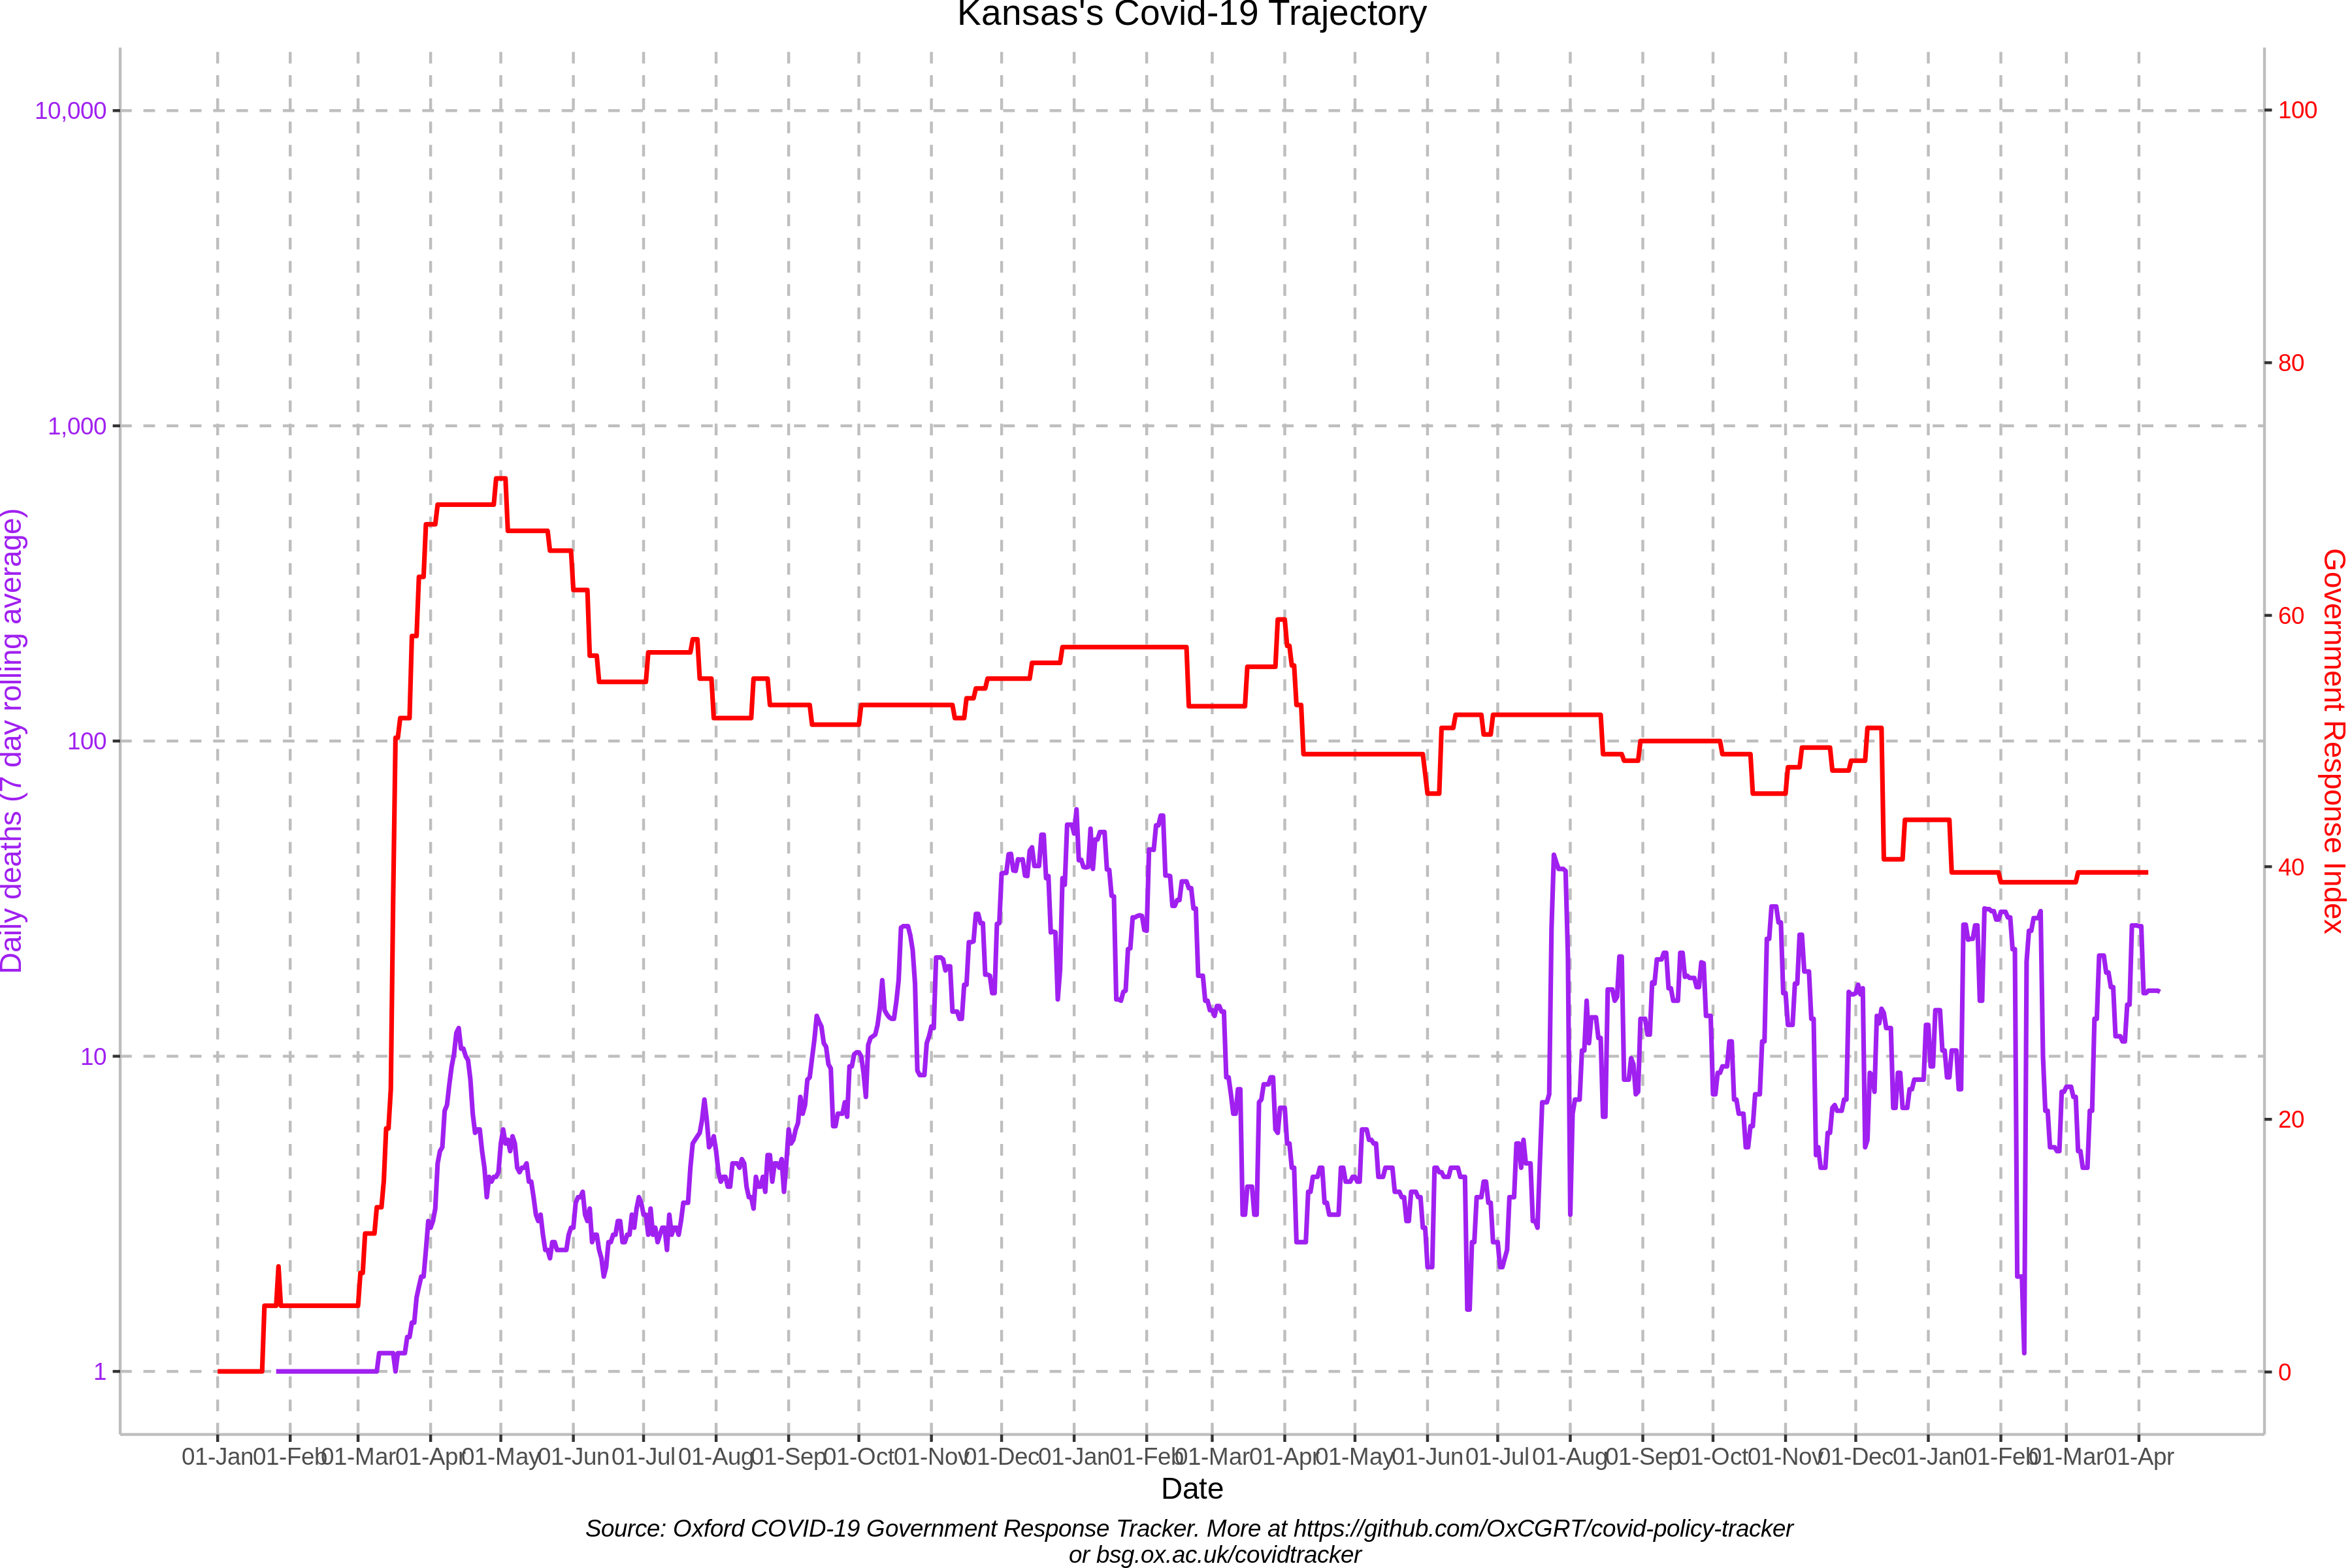 Kansas's Covid-19 Trajectory
10,000
1,000
100
10
1
Daily deaths (7 day rolling average)
100
80
60
40
20
0
Government Response Index
01-Jan 01-Feb 01-Mar 01-Apr 01-May 01-Jun 01-Jul 01-Aug 01-Sep 01-Oct 01-Nov 01-Dec 01-Jan 01-Feb 01-Mar 01-Apr 01-May 01-Jun 01-Jul 01-Aug 01-Sep 01-Oct 01-Nov 01-Dec 01-Jan 01-Feb 01-Mar 01-Apr
Date
Source: Oxford COVID-19 Government Response Tracker. More at https://github.com/OxCGRT/covid-policy-tracker
or bsg.ox.ac.uk/covidtracker